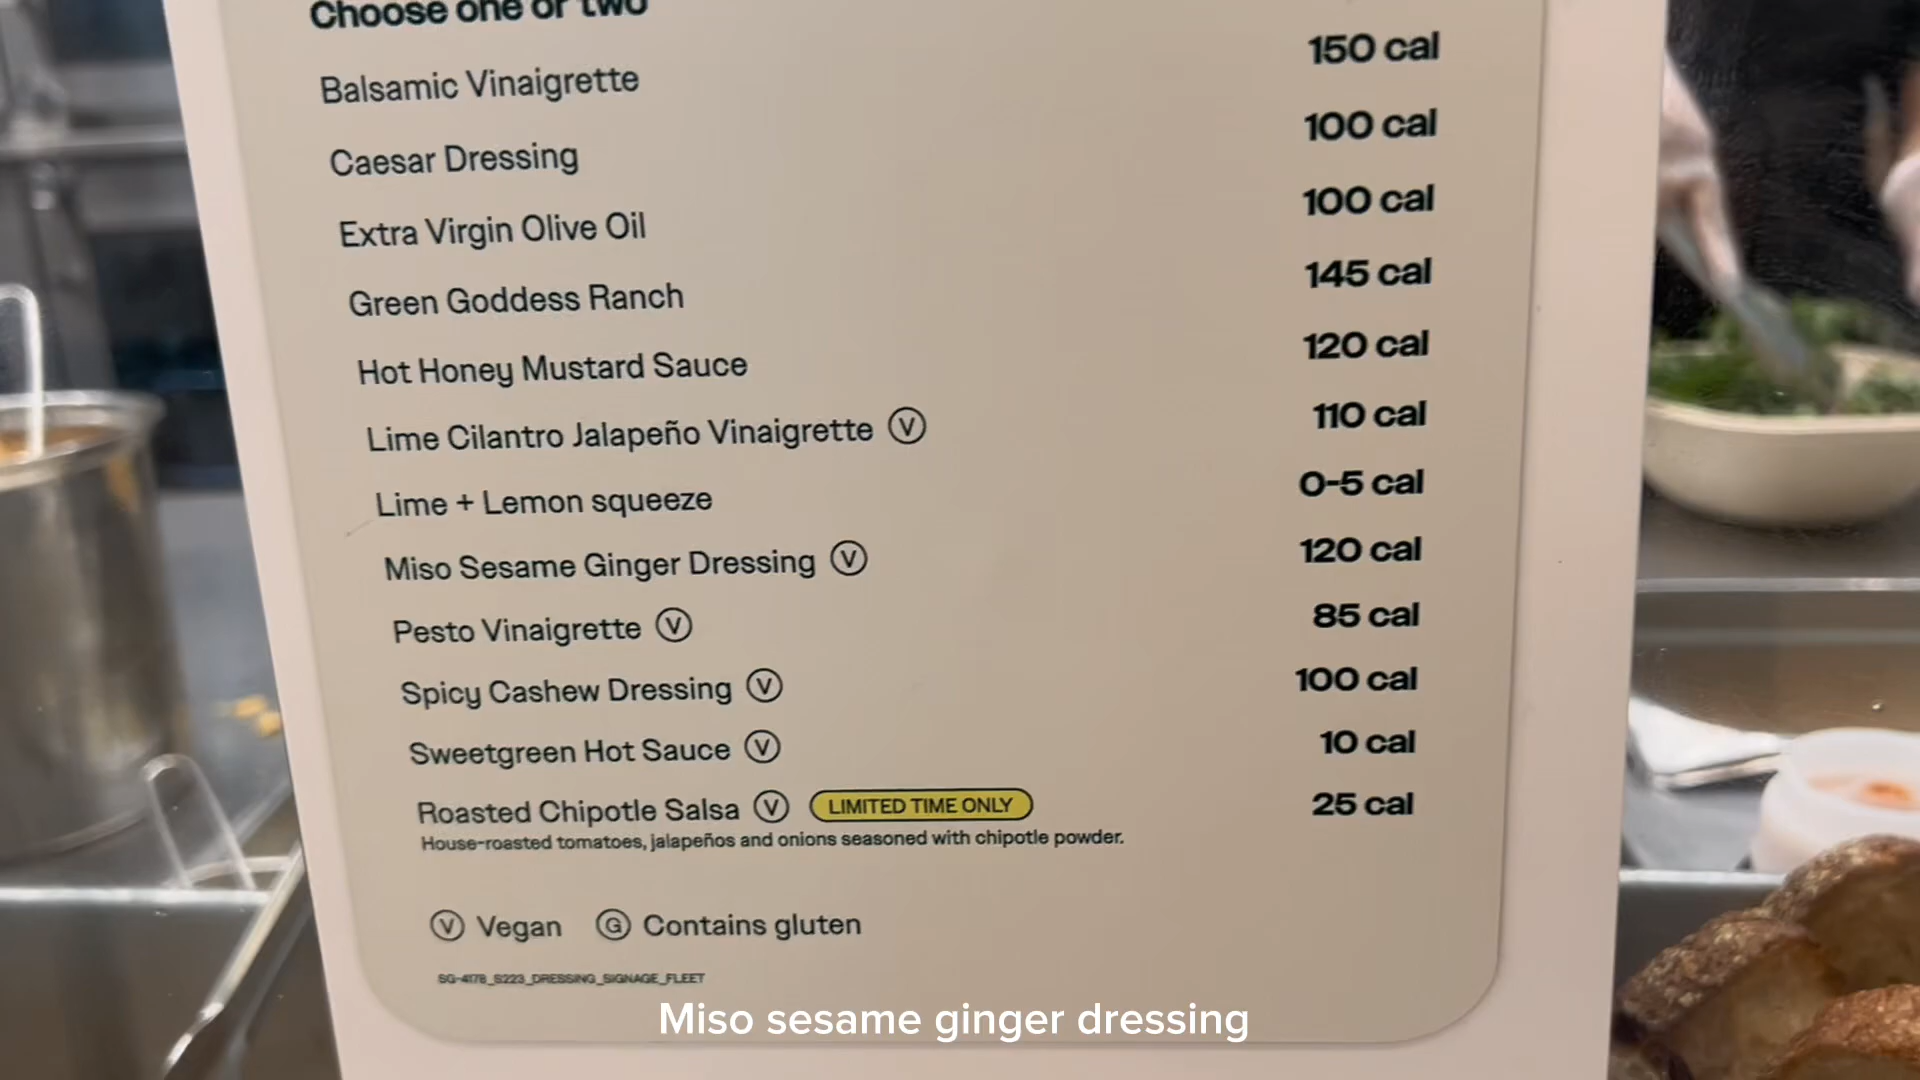 Choose one or two
Balsamic Vinaigrette 150 cal
Caesar Dressing 100 cal
Extra Virgin Olive Oil 100 cal
Green Goddess Ranch 145 cal
Hot Honey Mustard Sauce 120 cal
Lime Cilantro Jalapeño Vinaigrette V 110 cal
Lime + Lemon squeeze 0-5 cal
Miso Sesame Ginger Dressing V 120 cal
Pesto Vinaigrette V 85 cal
Spicy Cashew Dressing V 100 cal
Sweetgreen Hot Sauce V 10 cal
Roasted Chipotle Salsa V LIMITED TIME ONLY 25 cal
House-roasted tomatoes, jalapeños and onions seasoned with chipotle powder.
V Vegan G Contains gluten
SG-4178_S223_DRESSING_SIGNAGE_FLEET
Miso sesame ginger dressing